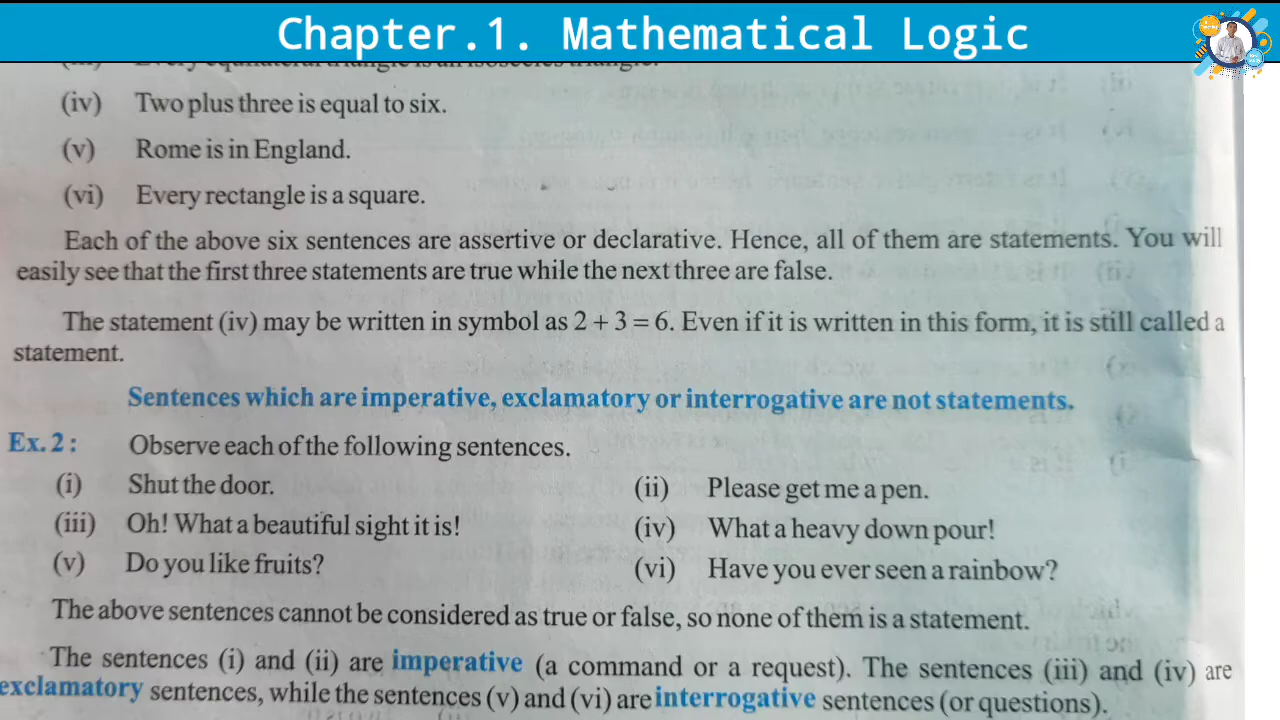 Chapter.1. Mathematical Logic
(iii) Every equilateral triangle is an isosceles triangle.
(iv) Two plus three is equal to six.
(v) Rome is in England.
(vi) Every rectangle is a square.
Each of the above six sentences are assertive or declarative. Hence, all of them are statements. You will
easily see that the first three statements are true while the next three are false.
The statement (iv) may be written in symbol as 2 + 3 = 6. Even if it is written in this form, it is still called a
statement.
Sentences which are imperative, exclamatory or interrogative are not statements.
Ex. 2 : Observe each of the following sentences.
(i) Shut the door. (ii) Please get me a pen.
(iii) Oh! What a beautiful sight it is! (iv) What a heavy down pour!
(v) Do you like fruits? (vi) Have you ever seen a rainbow?
The above sentences cannot be considered as true or false, so none of them is a statement.
The sentences (i) and (ii) are imperative (a command or a request). The sentences (iii) and (iv) are
exclamatory sentences, while the sentences (v) and (vi) are interrogative sentences (or questions).